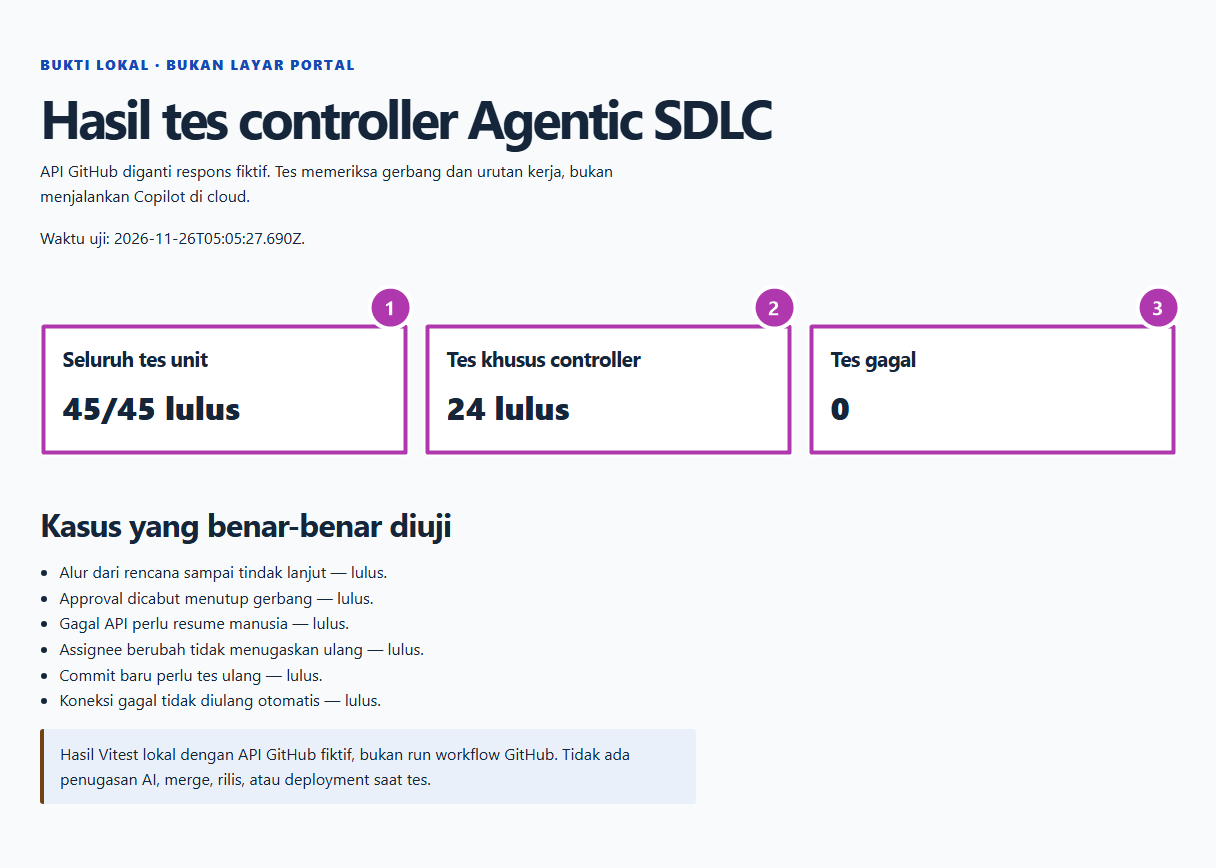 BUKTI LOKAL · BUKAN LAYAR PORTAL
Hasil tes controller Agentic SDLC
API GitHub diganti respons fiktif. Tes memeriksa gerbang dan urutan kerja, bukan
menjalankan Copilot di cloud.
Waktu uji: 2026-11-26T05:05:27.690Z.
1
2
3
Seluruh tes unit
45/45 lulus
Tes khusus controller
24 lulus
Tes gagal
0
Kasus yang benar-benar diuji
• Alur dari rencana sampai tindak lanjut — lulus.
• Approval dicabut menutup gerbang — lulus.
• Gagal API perlu resume manusia — lulus.
• Assignee berubah tidak menugaskan ulang — lulus.
• Commit baru perlu tes ulang — lulus.
• Koneksi gagal tidak diulang otomatis — lulus.
Hasil Vitest lokal dengan API GitHub fiktif, bukan run workflow GitHub. Tidak ada
penugasan AI, merge, rilis, atau deployment saat tes.